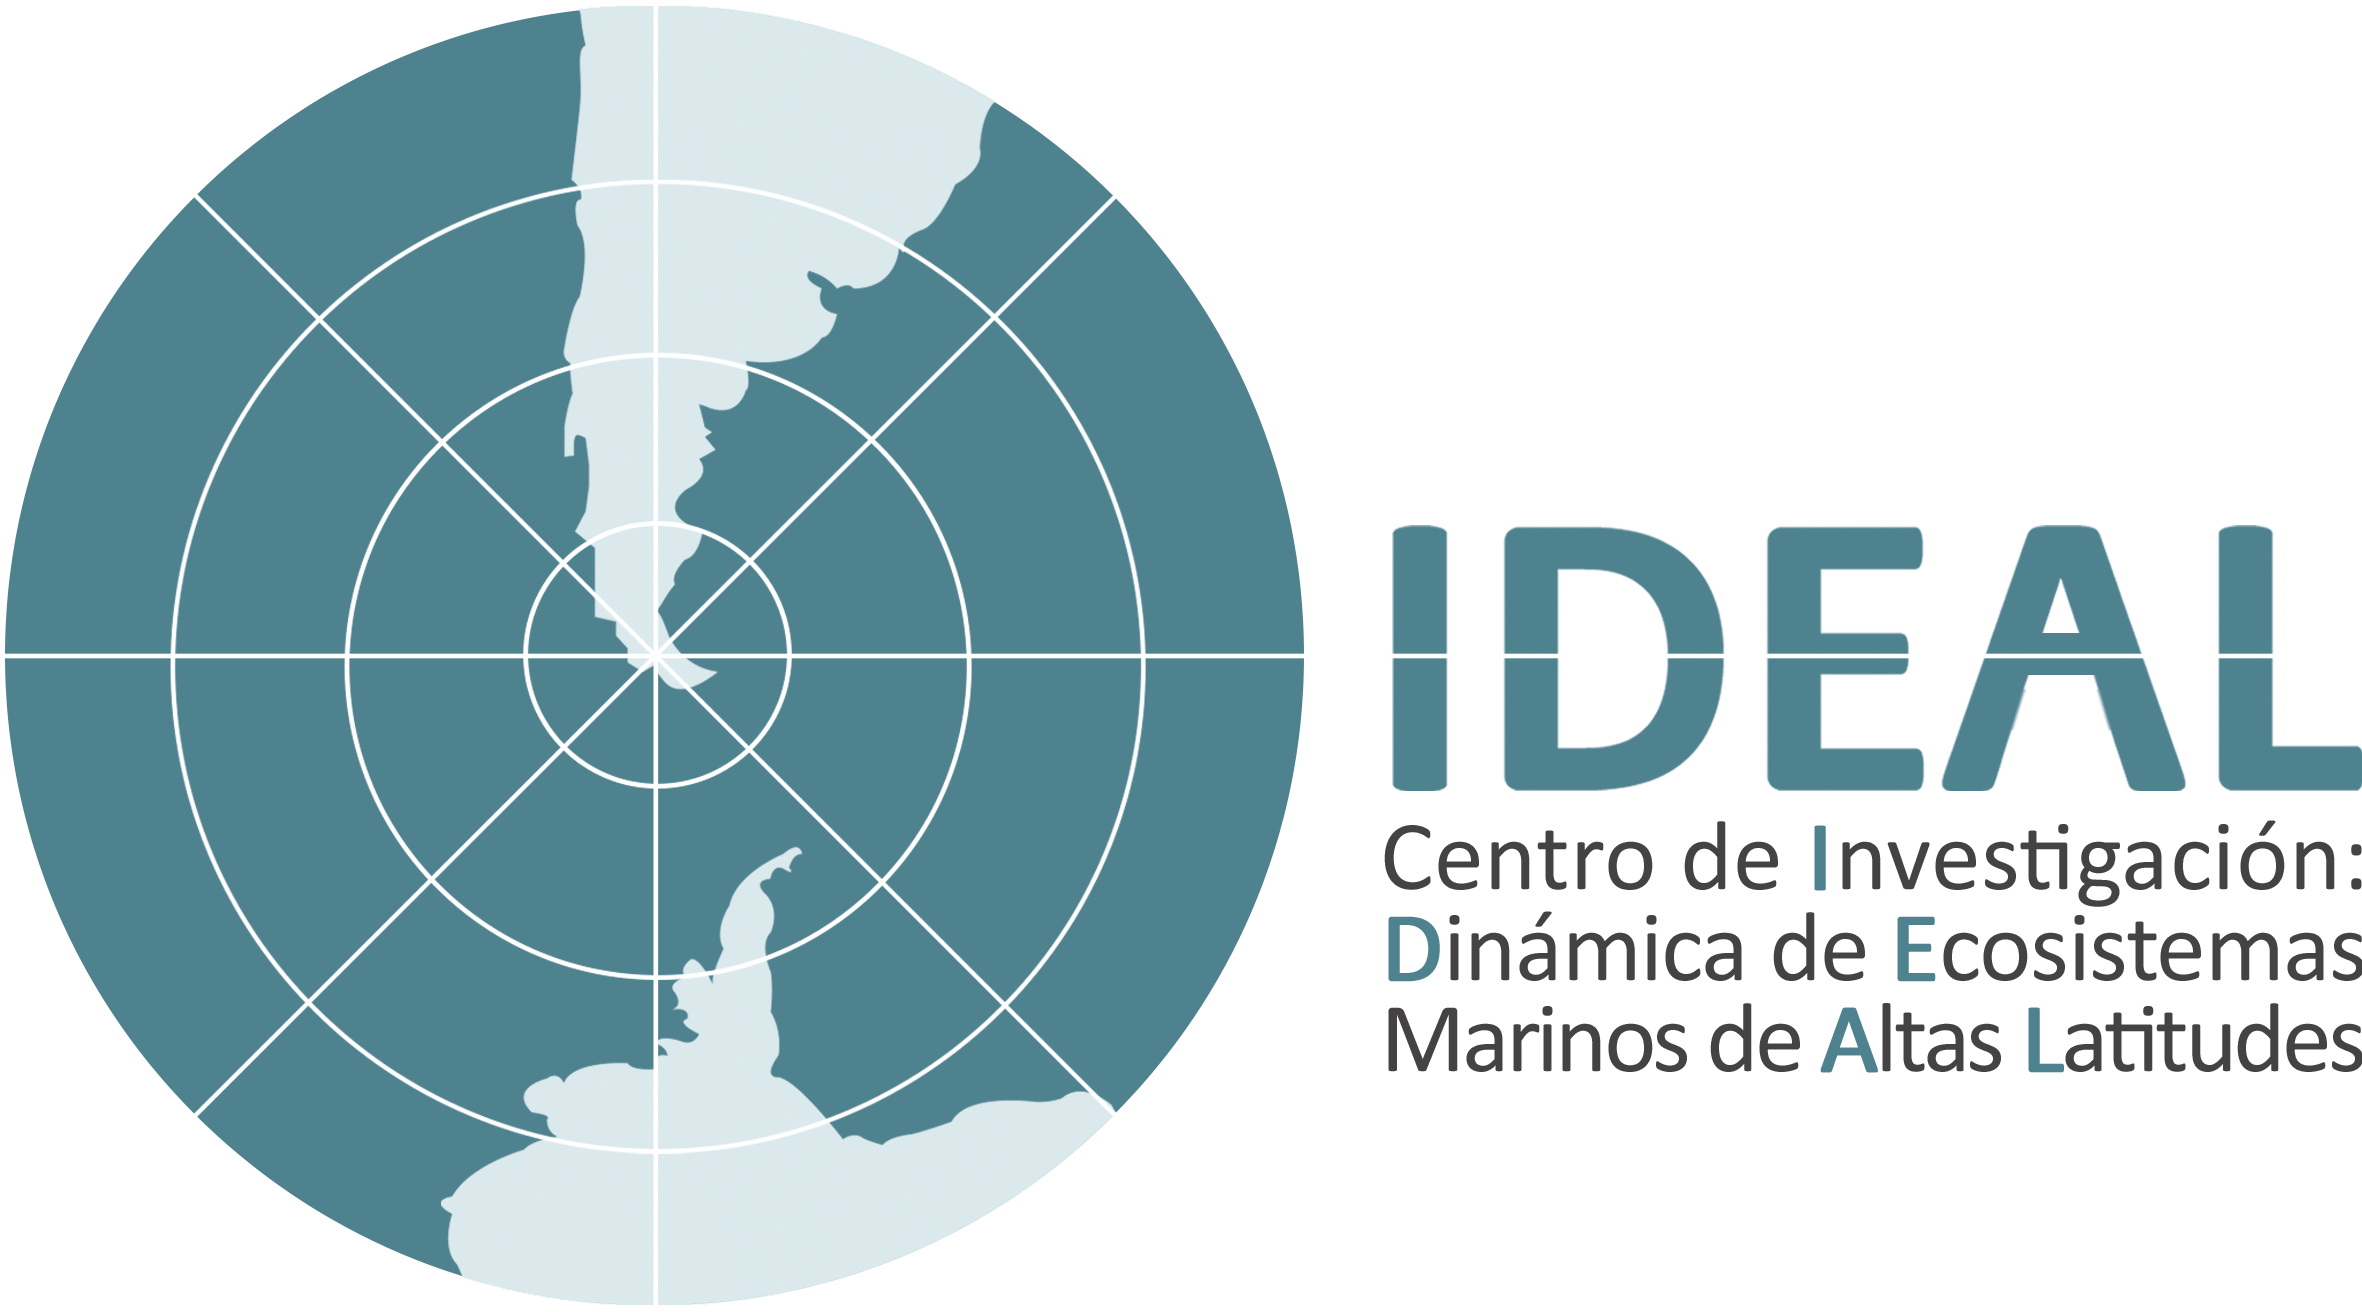 IDEAL
Centro de Investigación:
Dinámica de Ecosistemas
Marinos de Altas Latitudes